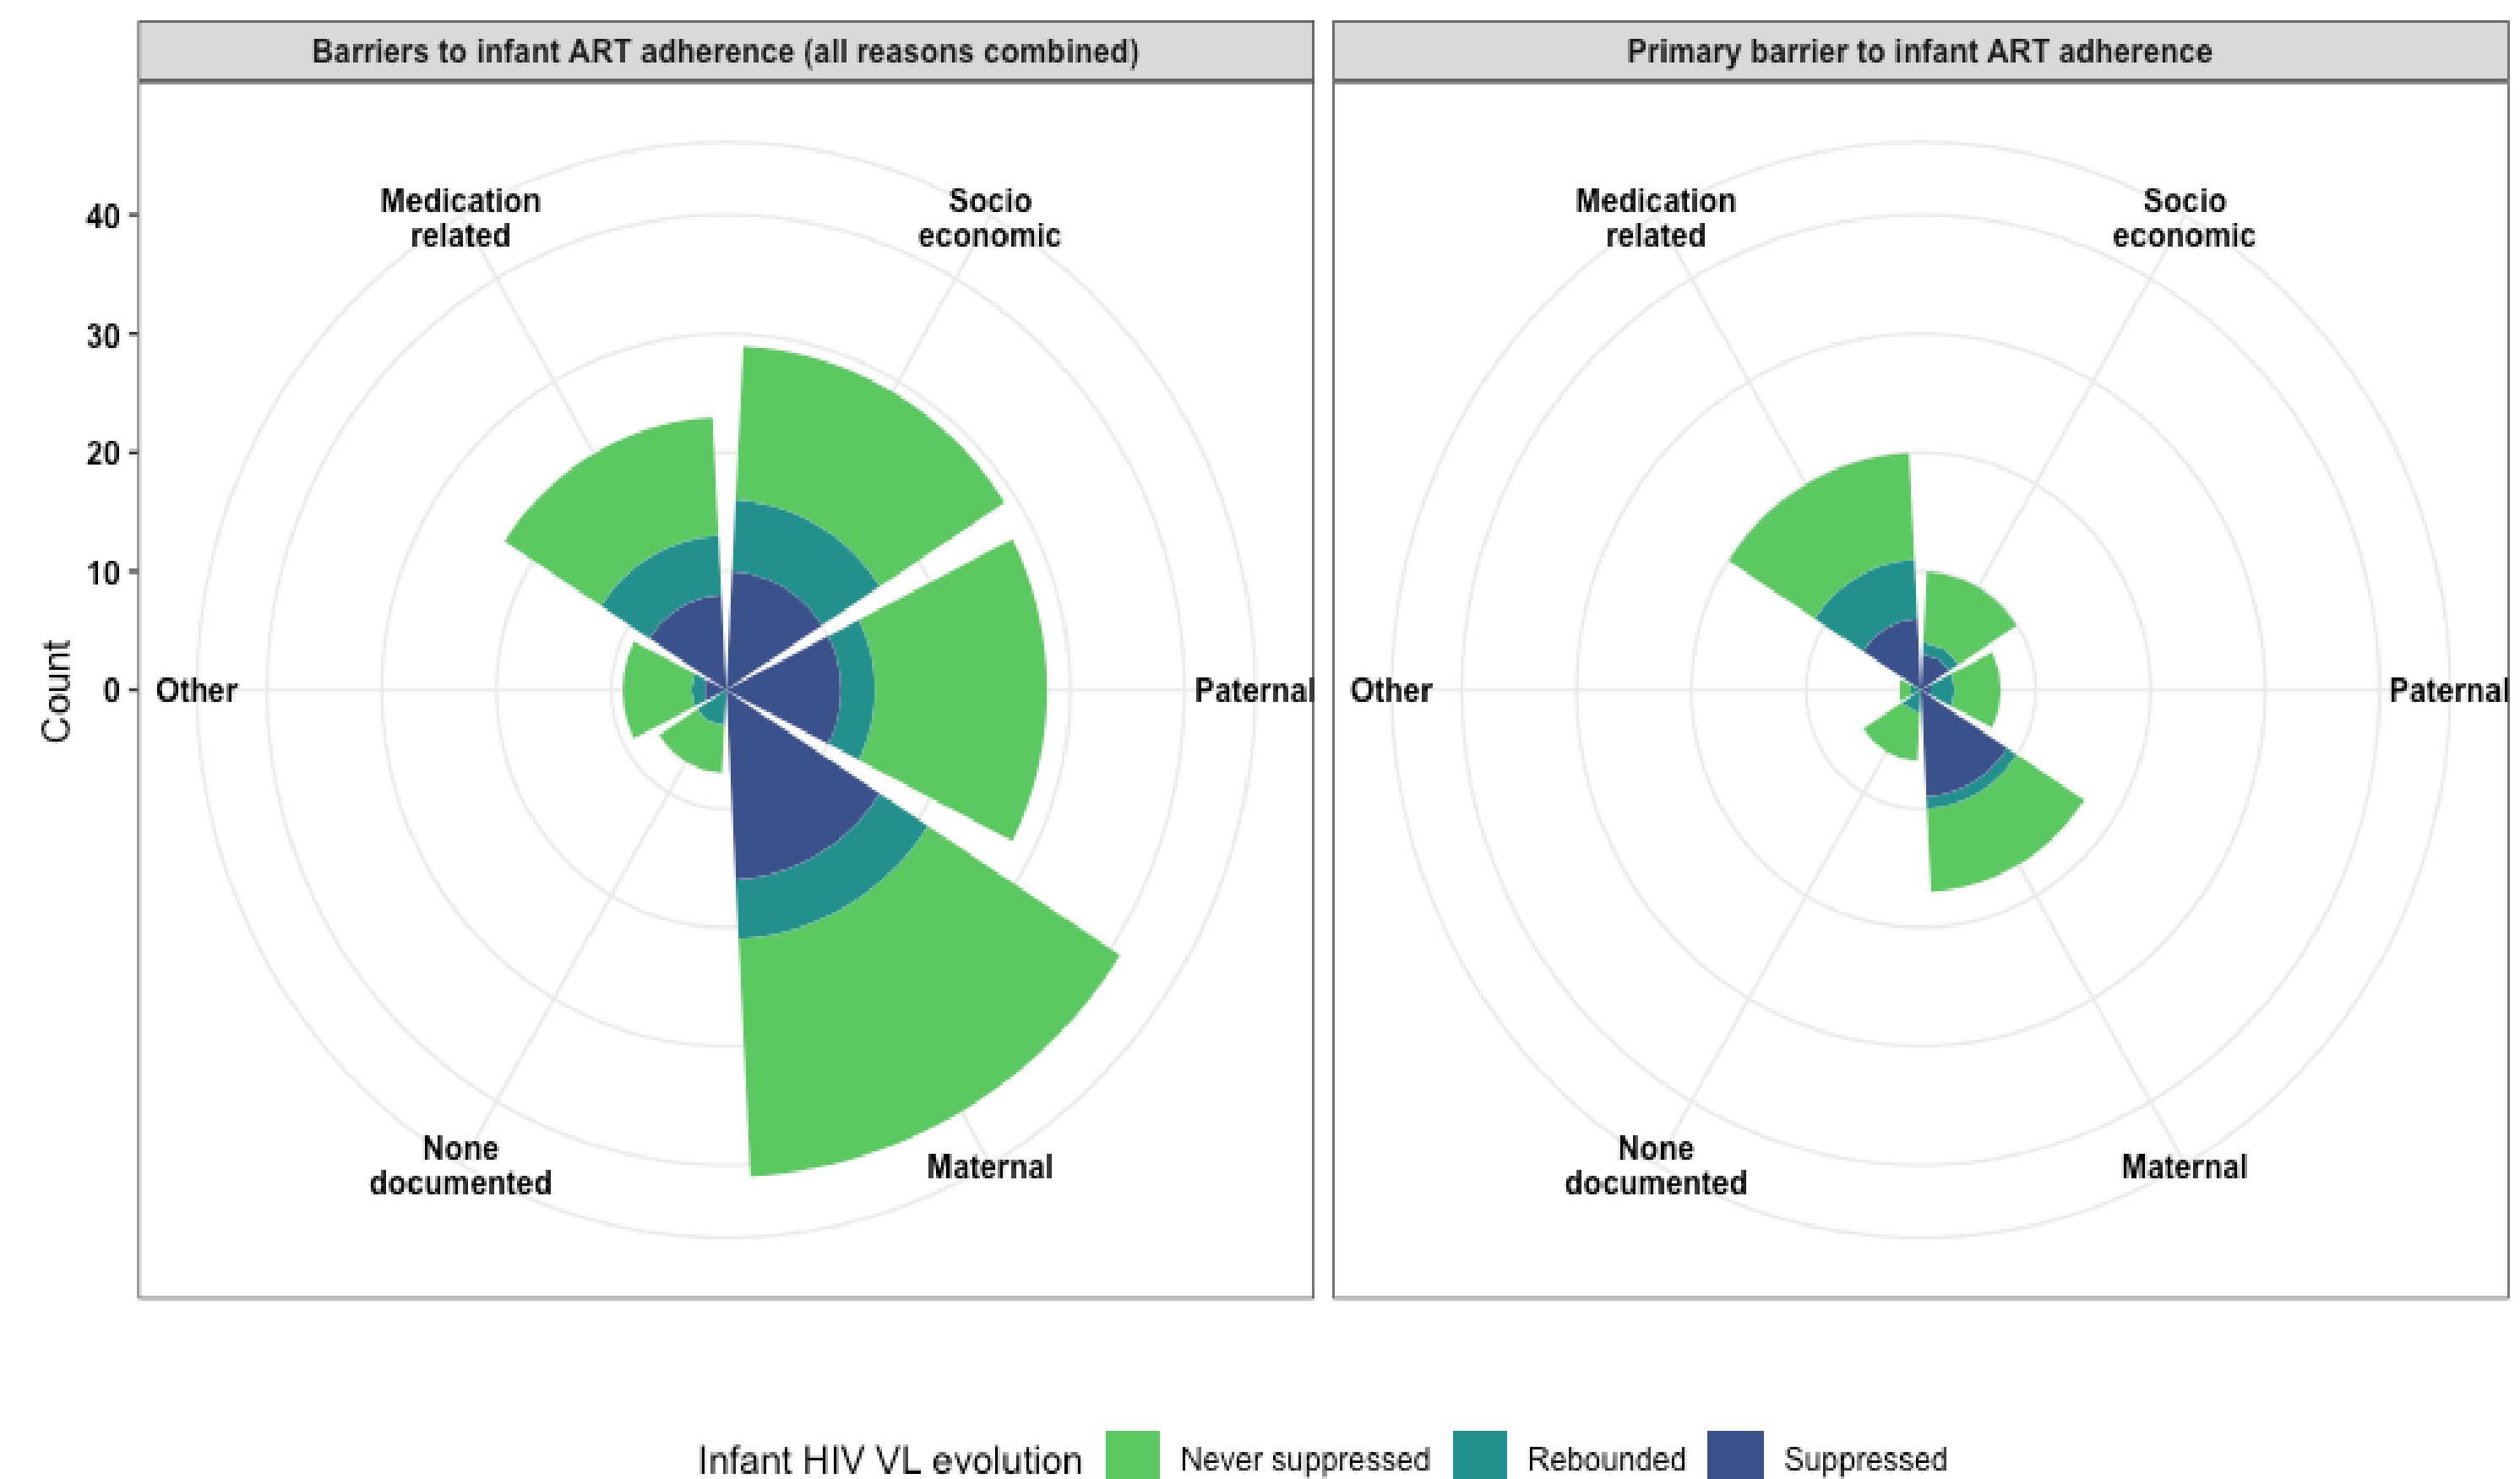 Barriers to infant ART adherence (all reasons combined)
Primary barrier to infant ART adherence
Count
40
30
20
10
0
Medication
related
Socio
economic
Other
Paternal
None
documented
Maternal
Medication
related
Socio
economic
Other
Paternal
None
documented
Maternal
Infant HIV VL evolution
Never suppressed
Rebounded
Suppressed